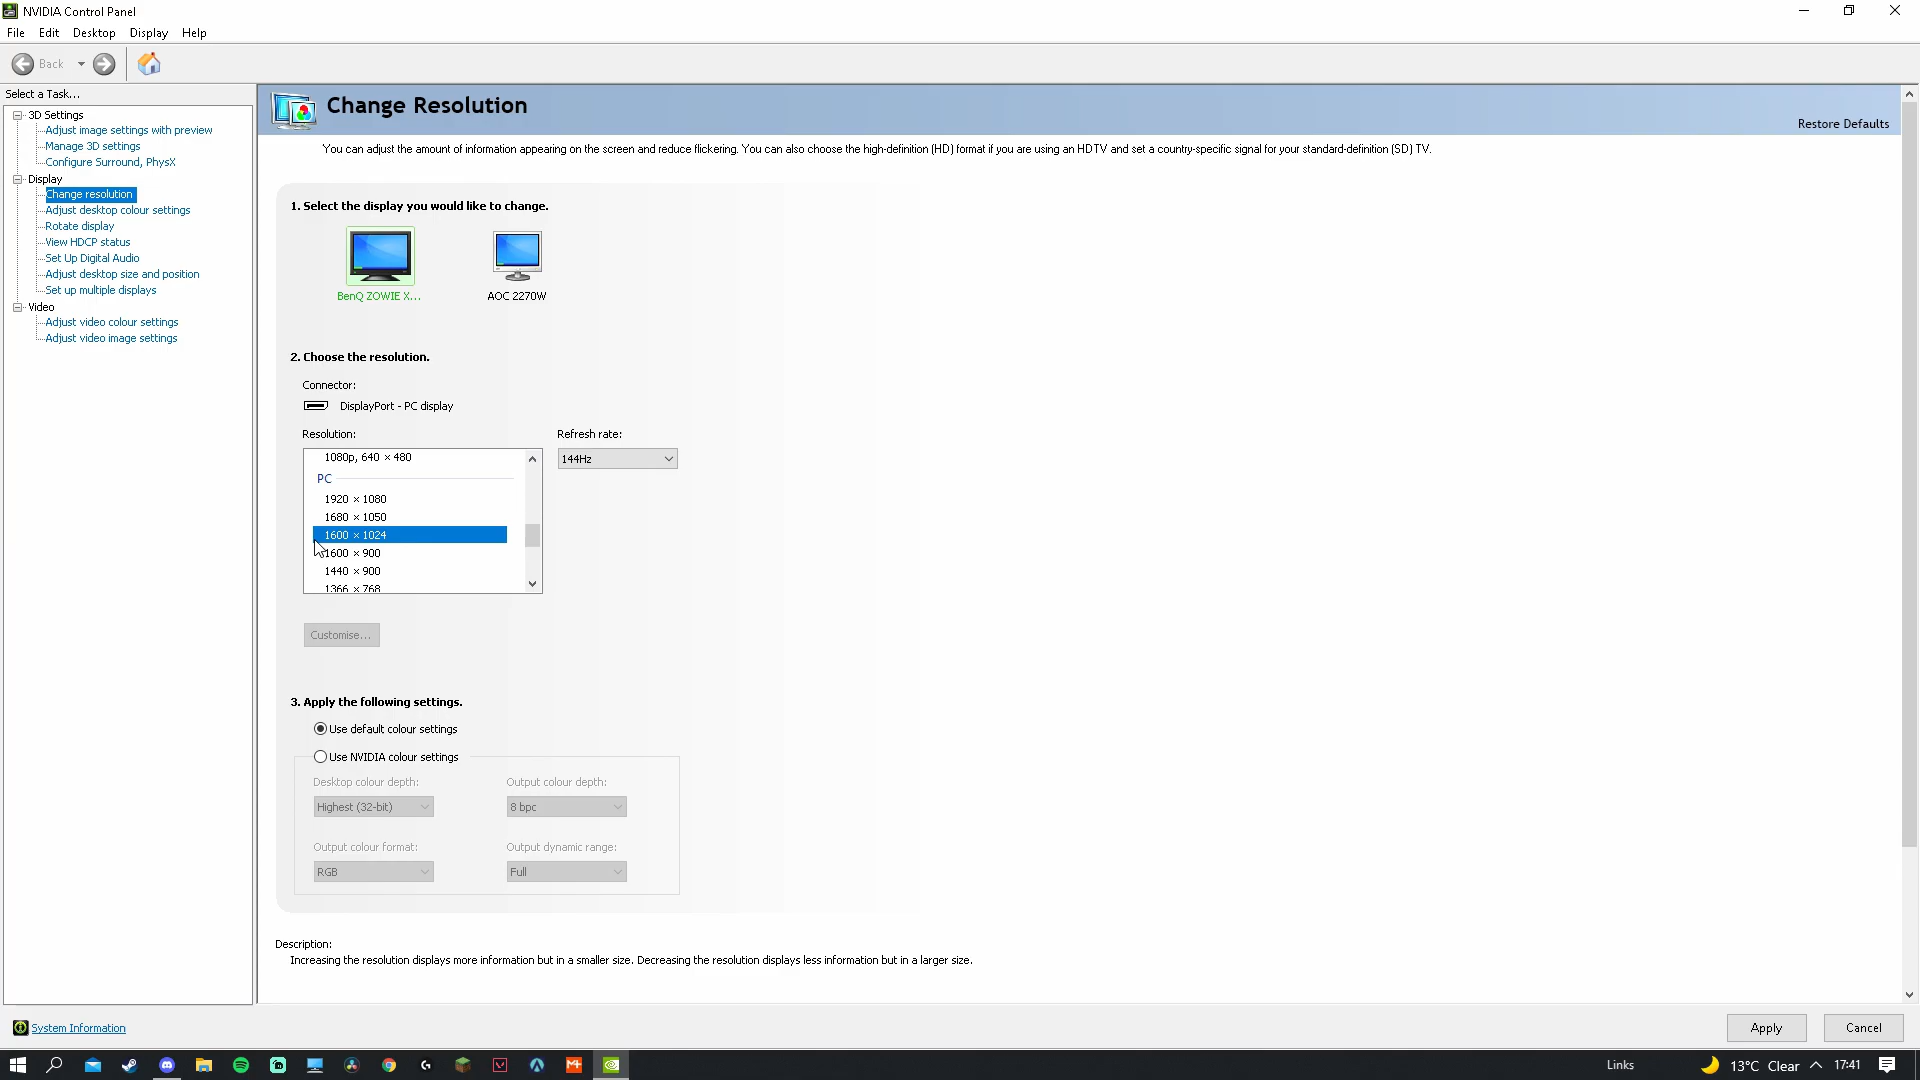 NVIDIA Control Panel
File Edit Desktop Display Help
Back
Select a Task...
3D Settings
Adjust image settings with preview
Manage 3D settings
Configure Surround, PhysX
Display
Change resolution
Adjust desktop colour settings
Rotate display
View HDCP status
Set Up Digital Audio
Adjust desktop size and position
Set up multiple displays
Video
Adjust video colour settings
Adjust video image settings
Change Resolution
Restore Defaults
You can adjust the amount of information appearing on the screen and reduce flickering. You can also choose the high-definition (HD) format if you are using an HDTV and set a country-specific signal for your standard-definition (SD) TV.
1. Select the display you would like to change.
BenQ ZOWIE X...
AOC 2270W
2. Choose the resolution.
Connector:
DisplayPort - PC display
Resolution:
Refresh rate:
1080p, 640 × 480
144Hz
PC
1920 × 1080
1680 × 1050
1600 × 1024
1600 × 900
1440 × 900
1366 × 768
Customise...
3. Apply the following settings.
Use default colour settings
Use NVIDIA colour settings
Desktop colour depth:
Output colour depth:
Highest (32-bit)
8 bpc
Output colour format:
Output dynamic range:
RGB
Full
Description:
Increasing the resolution displays more information but in a smaller size. Decreasing the resolution displays less information but in a larger size.
System Information
Apply
Cancel
Links
13°C Clear
17:41